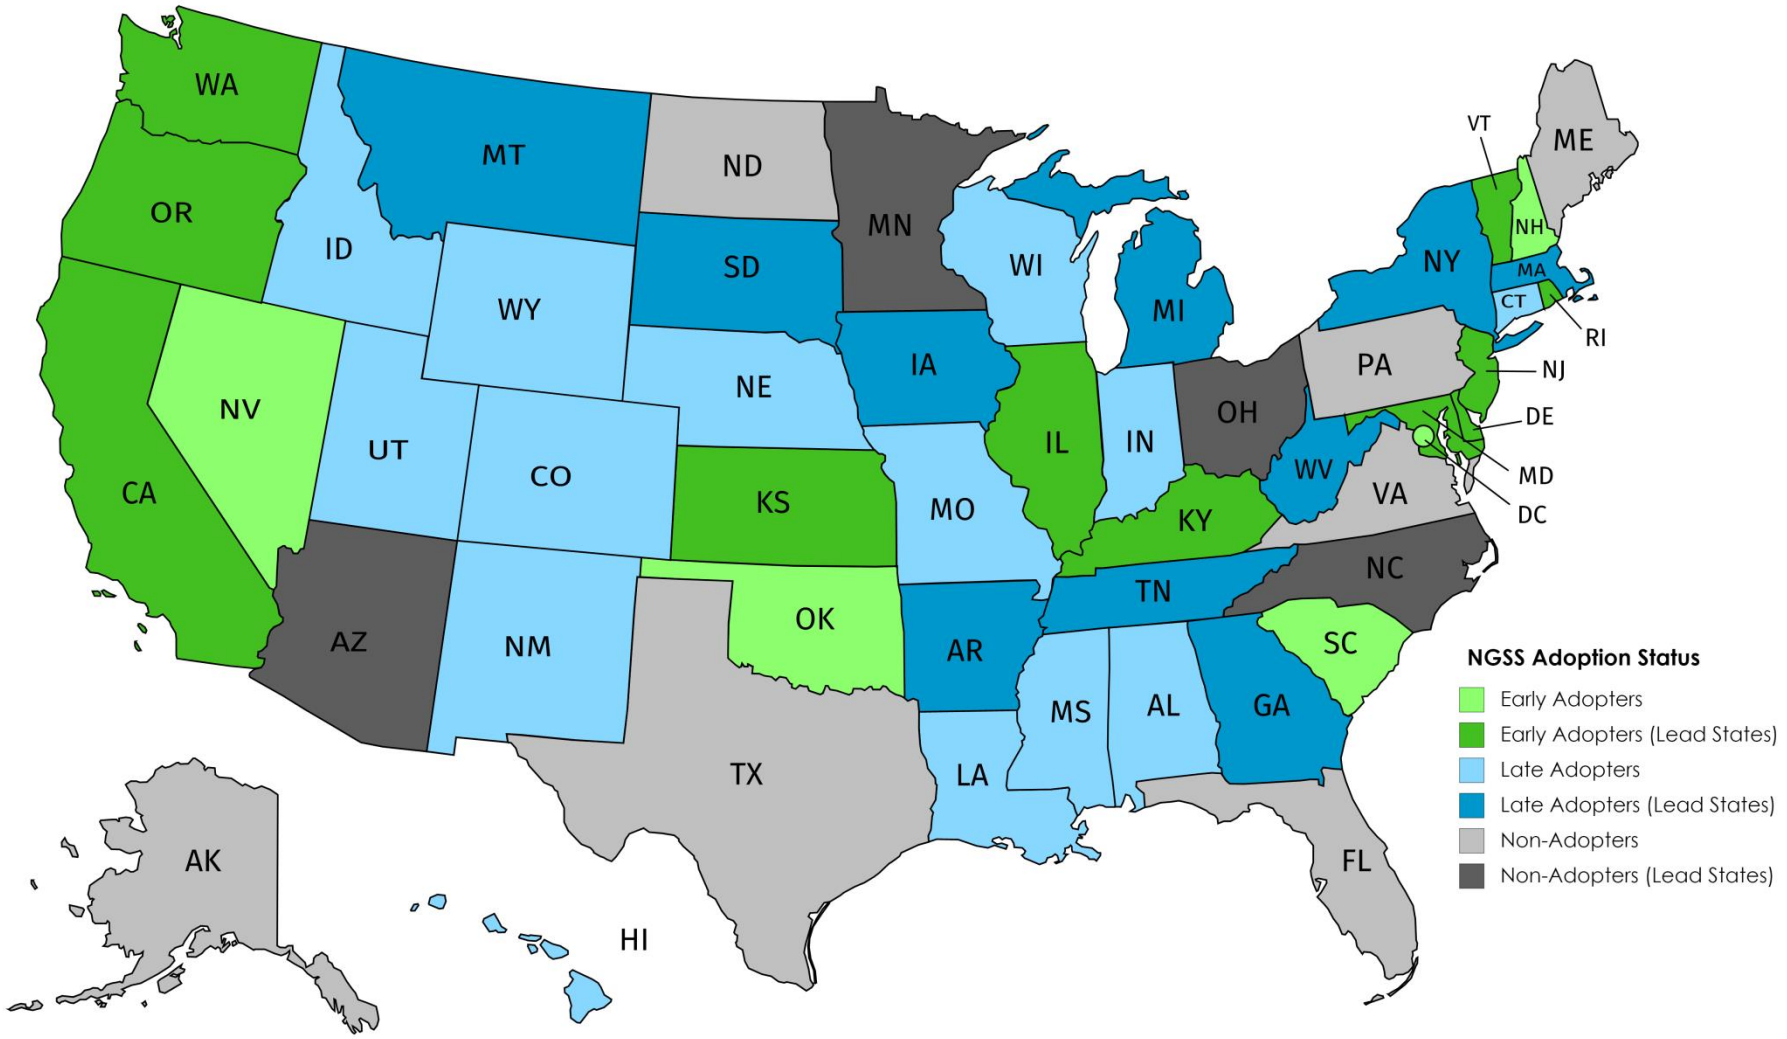 WA
MT
ND
MN
VT
ME
OR
ID
SD
WI
NY
NH
MA
CT
RI
WY
MI
IA
PA
NJ
NV
NE
OH
DE
UT
CO
IL
IN
WV
MD
CA
KS
MO
KY
VA
DC
AZ
NM
OK
AR
TN
NC
SC
TX
LA
MS
AL
GA
FL
AK
HI
NGSS Adoption Status
Early Adopters
Early Adopters (Lead States)
Late Adopters
Late Adopters (Lead States)
Non-Adopters
Non-Adopters (Lead States)